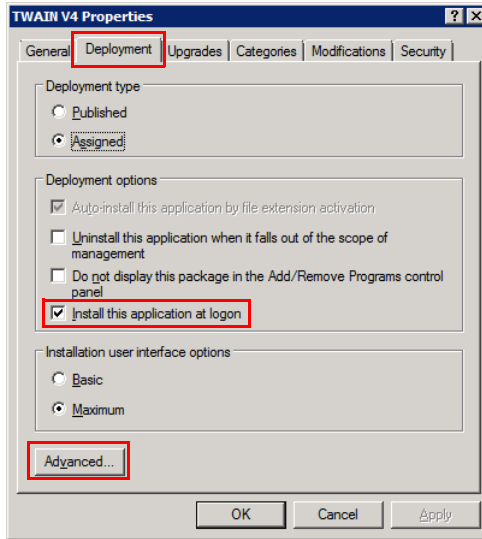 TWAIN V4 Properties
General Deployment Upgrades Categories Modifications Security
Deployment type
Published
Assigned
Deployment options
Auto-install this application by file extension activation
Uninstall this application when it falls out of the scope of
management
Do not display this package in the Add/Remove Programs control
panel
Install this application at logon
Installation user interface options
Basic
Maximum
Advanced...
OK Cancel Apply